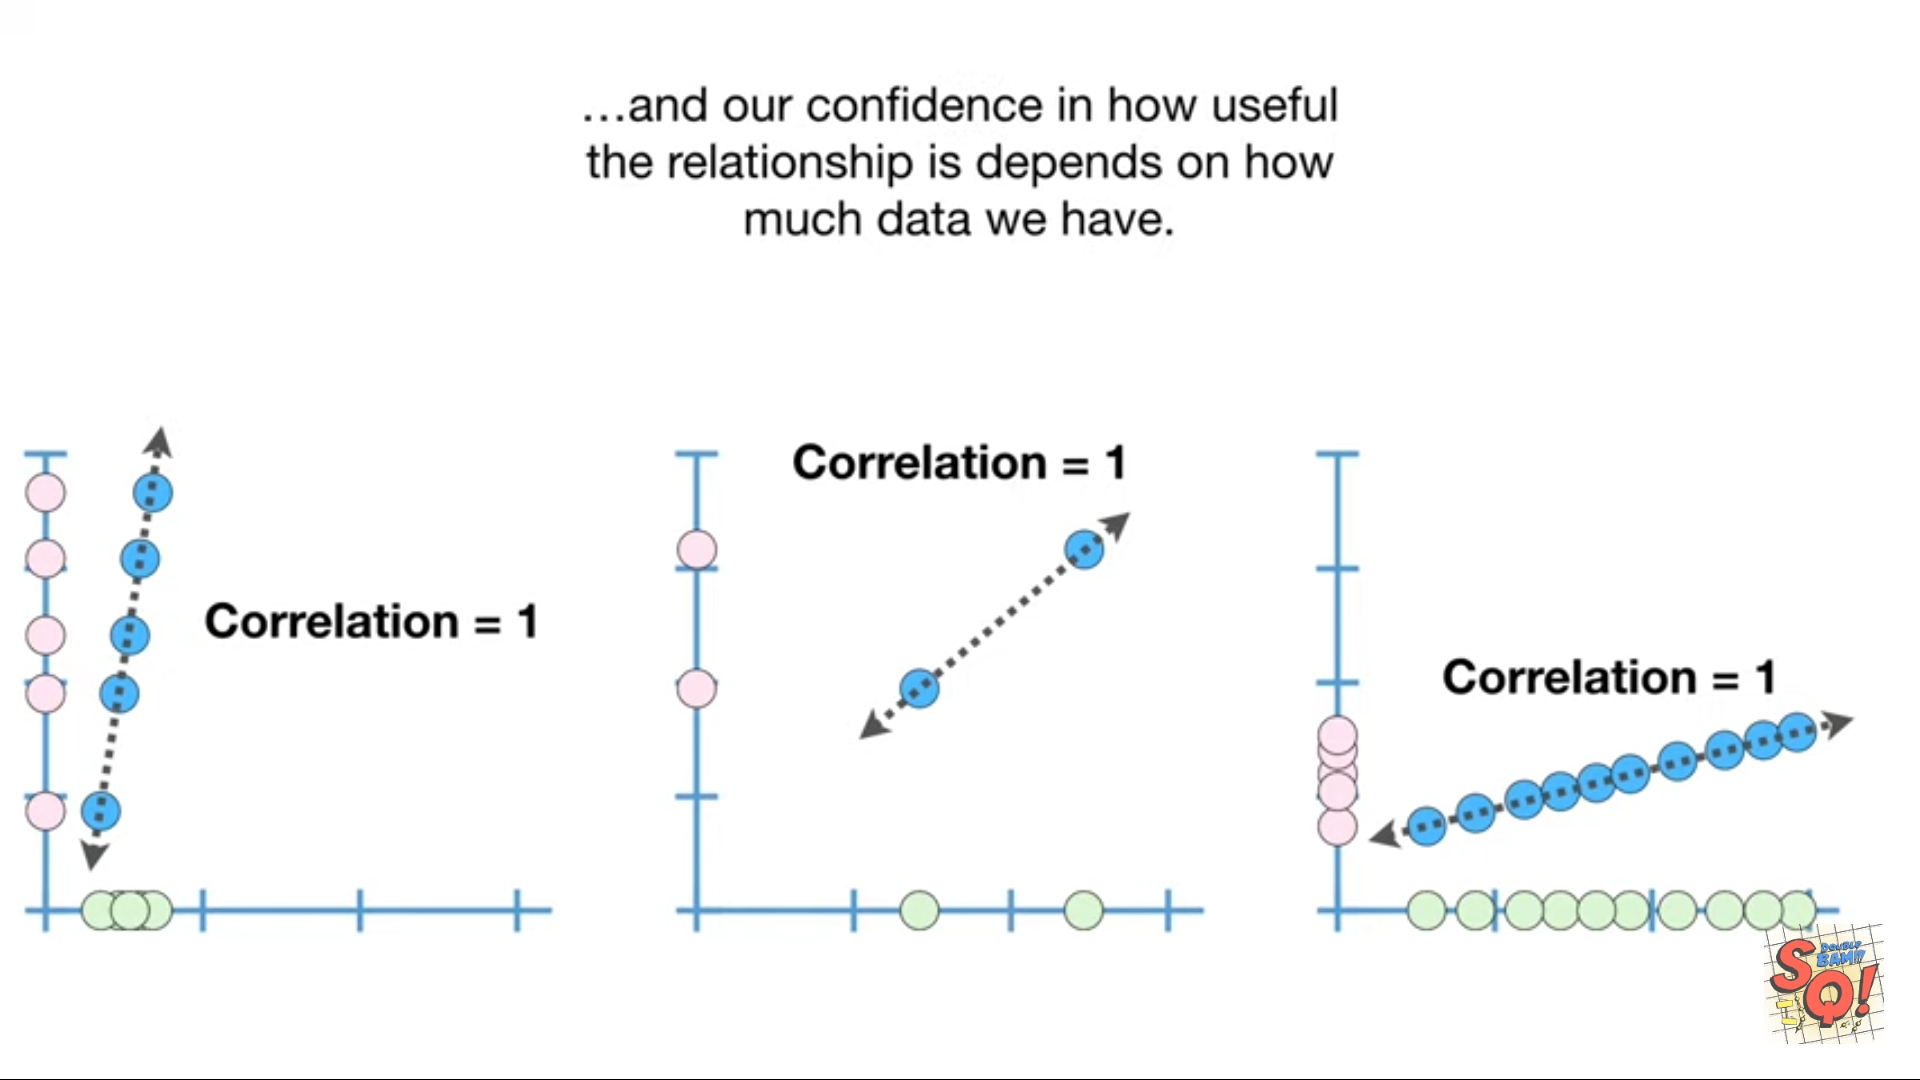 …and our confidence in how useful
the relationship is depends on how
much data we have.
Correlation = 1
Correlation = 1
Correlation = 1
DOUBLE
BAM!!
SQ!